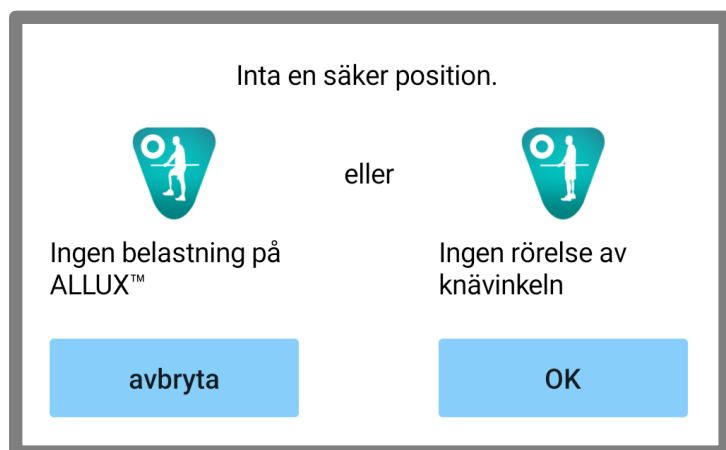 Inta en säker position.
eller
Ingen belastning på
ALLUX™
Ingen rörelse av
knävinkeln
avbryta
OK